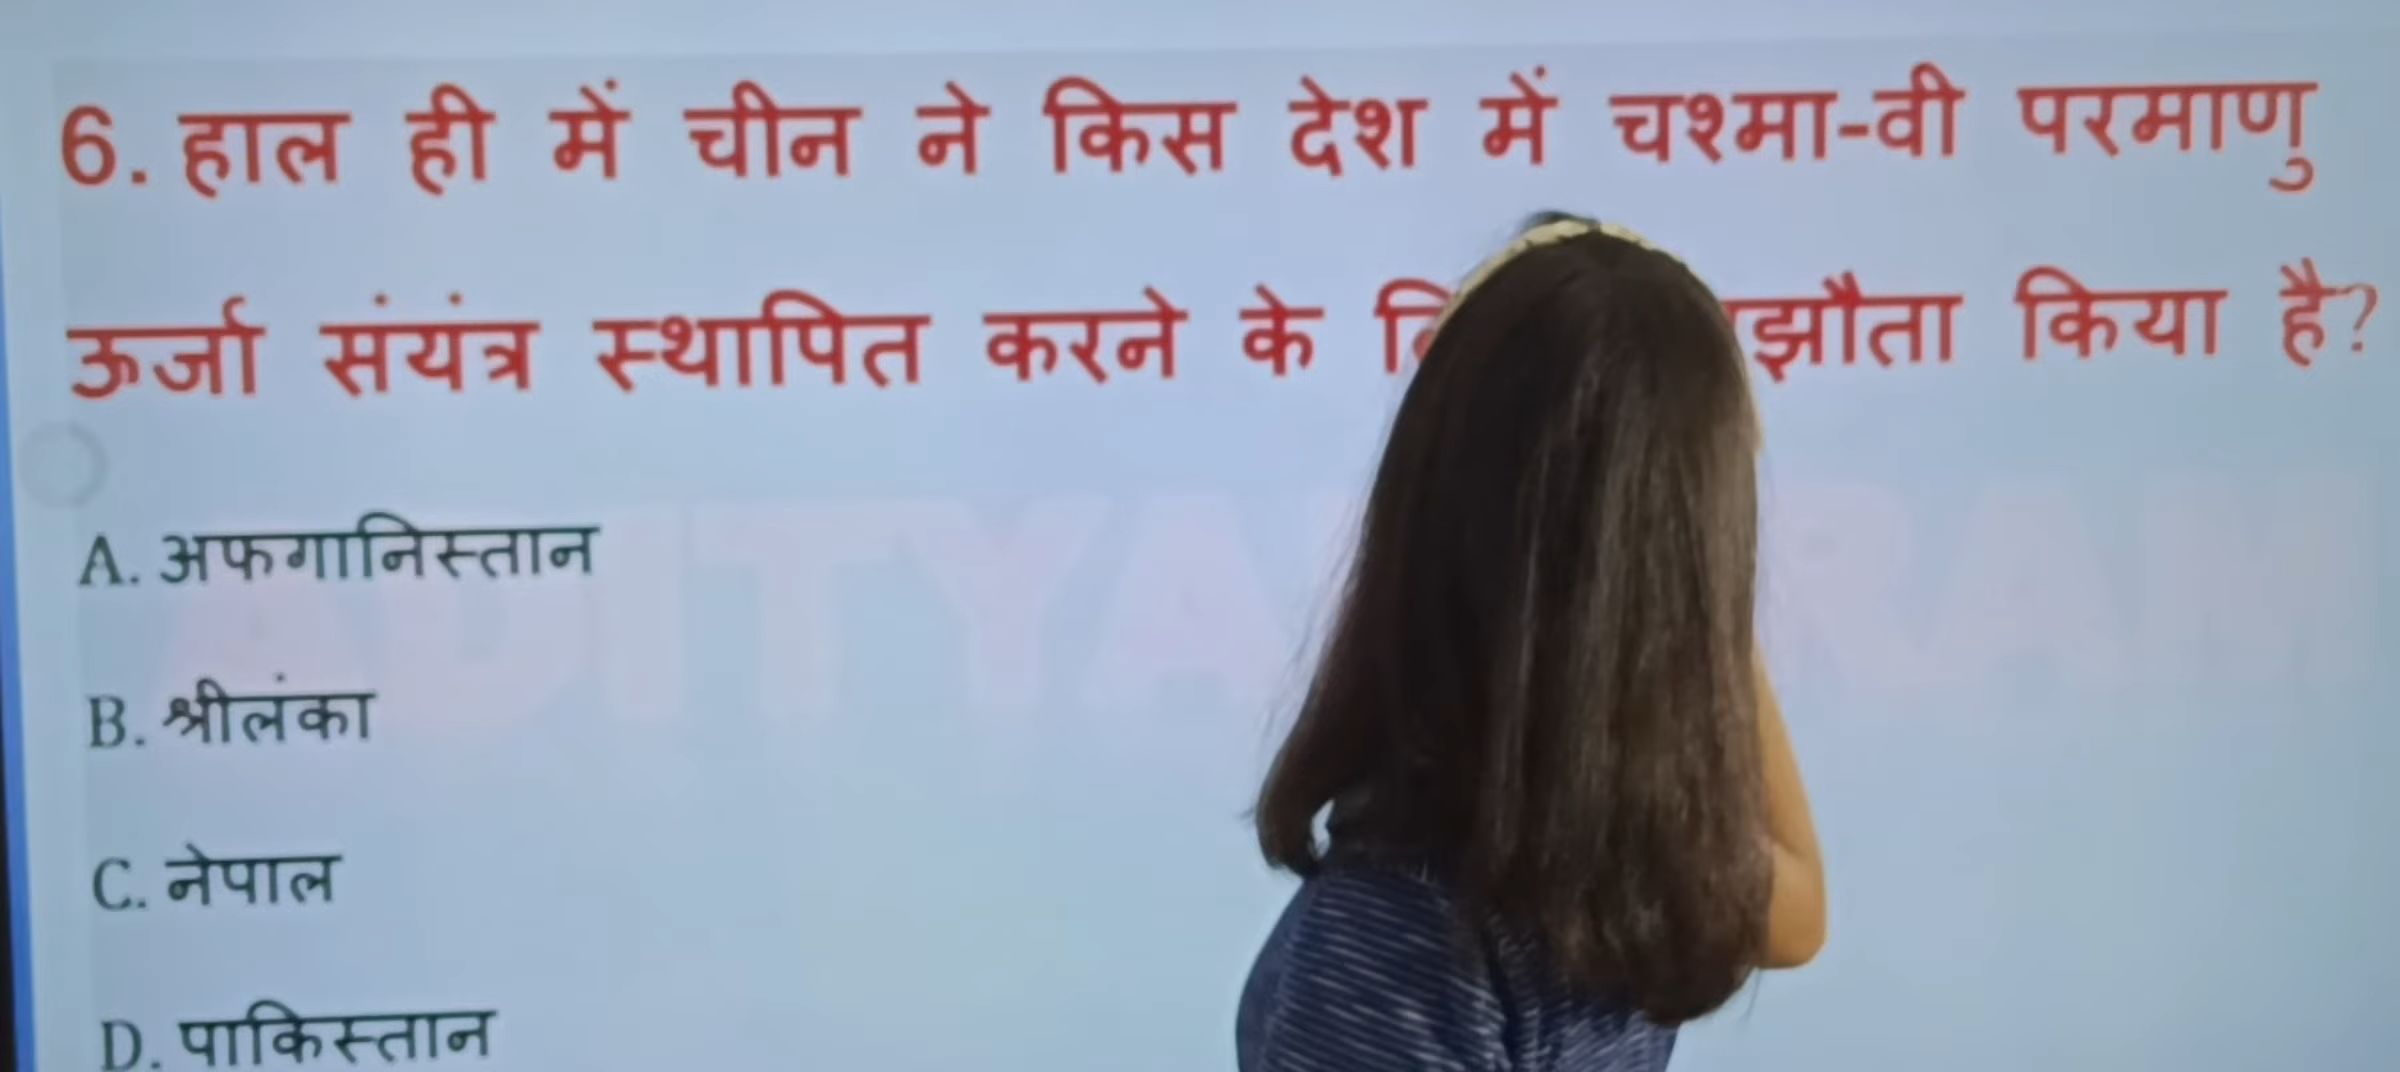 6. हाल ही में चीन ने किस देश में चश्मा-वी परमाणु
ऊर्जा संयंत्र स्थापित करने के झौता किया है?
A. अफगानिस्तान
B. श्रीलंका
C. नेपाल
D. पाकिस्तान